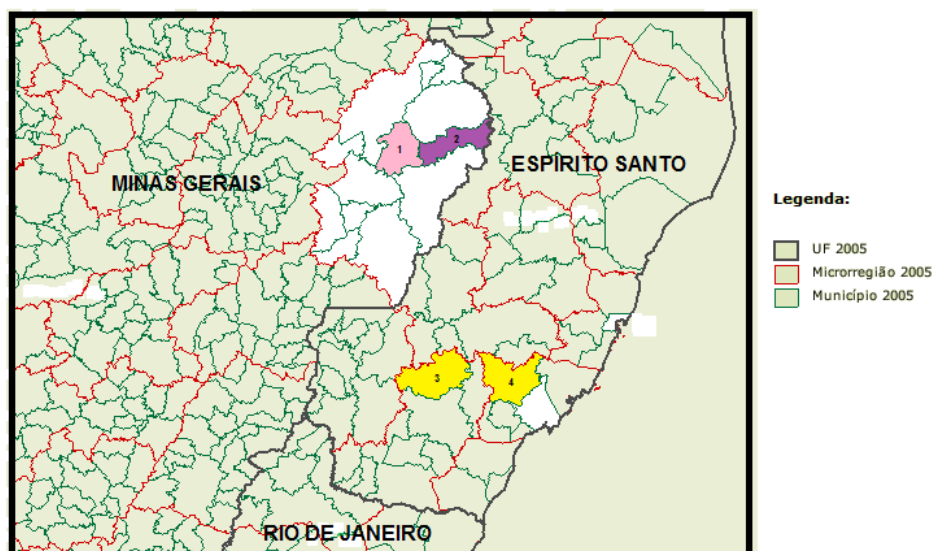 1
2
ESPÍRITO SANTO
MINAS GERAIS
Legenda:
UF 2005
Microrregião 2005
Município 2005
3
4
RIO DE JANEIRO